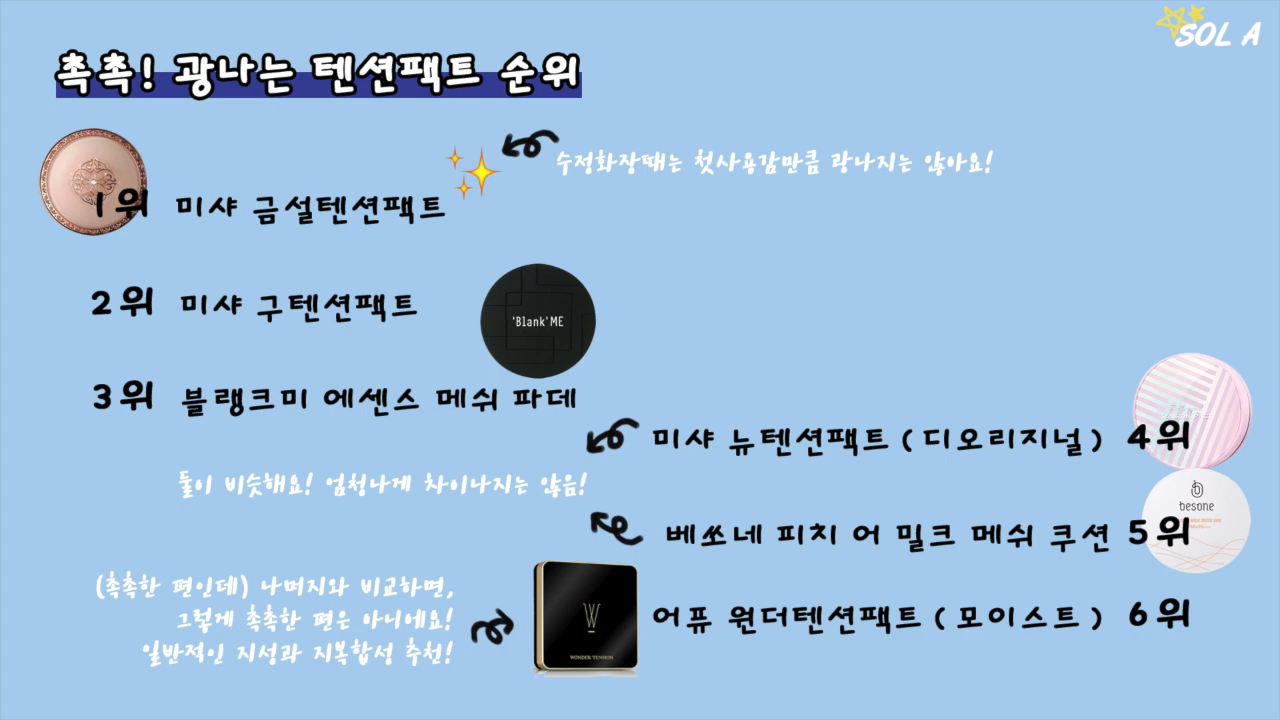 SOL A
촉촉! 광나는 텐션팩트 순위
수정화장때는 첫사용감만큼 광나지는 않아요!
1위 미샤 금설텐션팩트
2위 미샤 구텐션팩트
'Blank'ME
3위 블랭크미 에센스 메쉬 파데
미샤 뉴텐션팩트 (디오리지널) 4위
둘이 비슷해요! 엄청나게 차이나지는 않음!
besone
베쏘네 피치 어 밀크 메쉬 쿠션 5위
(촉촉한 편인데) 나머지와 비교하면,
그렇게 촉촉한 편은 아니에요!
일반적인 지성과 지복합성 추천!
어퓨 원더텐션팩트 (모이스트) 6위
W
WONDER TENSION